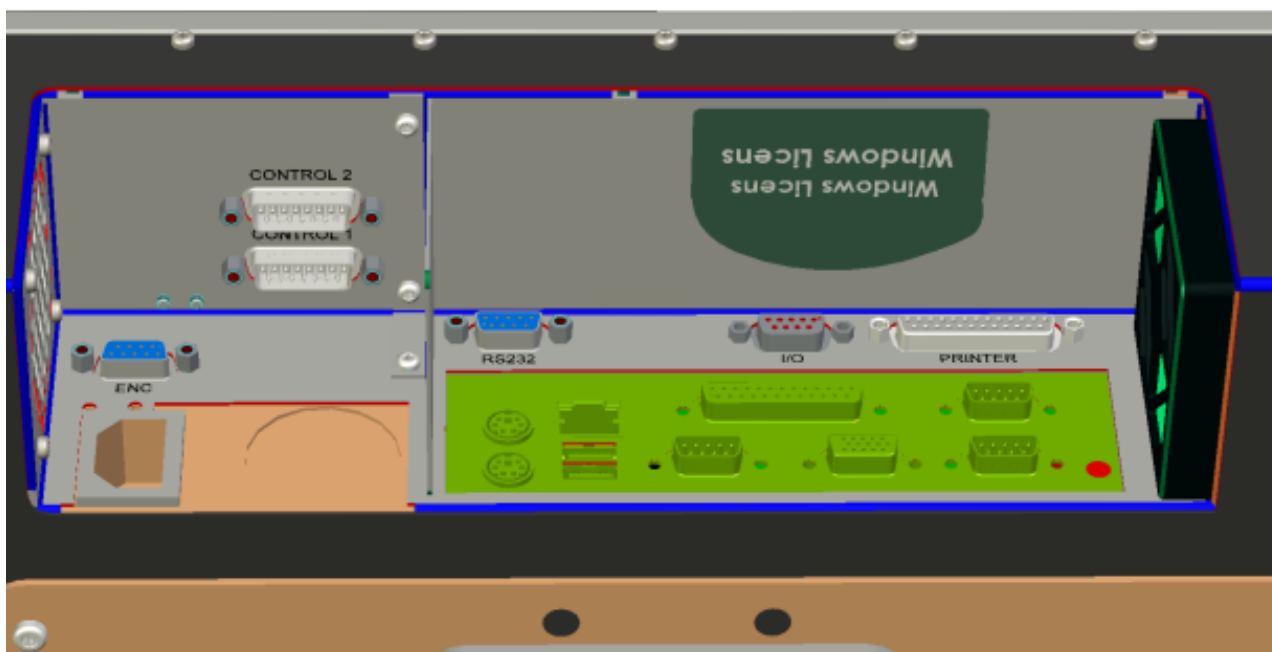 CONTROL 2
CONTROL 1
Windows Licens
Windows Licens
RS232
I/O
PRINTER
ENC